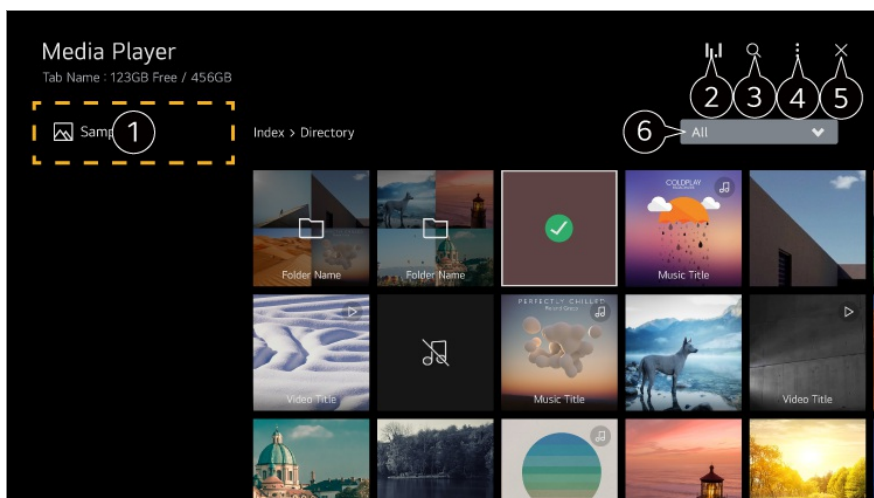 Media Player
Tab Name : 123GB Free / 456GB
2
3
4
5
1
Index > Directory
6
All
Folder Name
Folder Name
COLDPLAY
Music Title
Video Title
PERFECTLY CHILLED
Music Title
Video Title